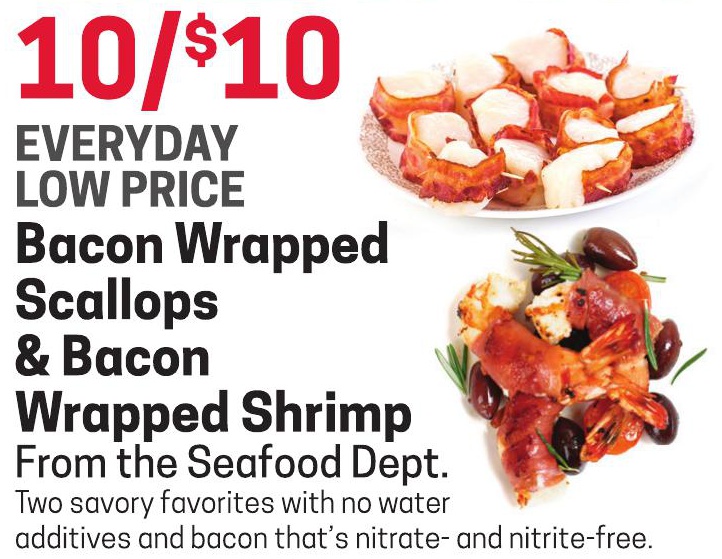 10/$10
EVERYDAY
LOW PRICE
Bacon Wrapped
Scallops
& Bacon
Wrapped Shrimp
From the Seafood Dept.
Two savory favorites with no water
additives and bacon that's nitrate- and nitrite-free.